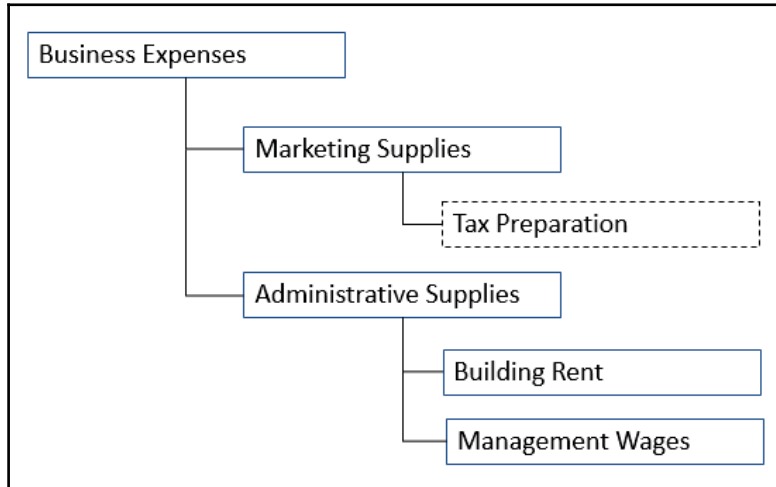 Business Expenses
Marketing Supplies
Tax Preparation
Administrative Supplies
Building Rent
Management Wages